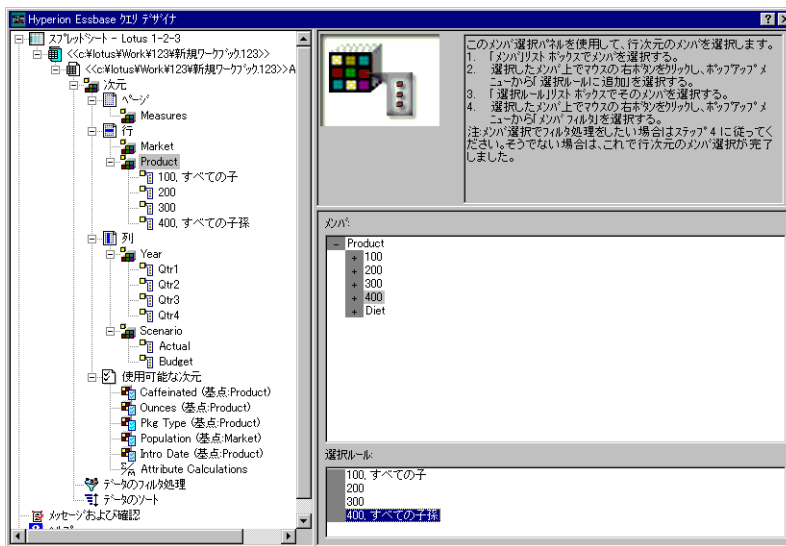 Hyperion Essbase クエリ デザイナ
スプレッドシート - Lotus 1-2-3
<<c:¥lotus¥Work¥123¥新規ワークブック.123>>
<<c:¥lotus¥Work¥123¥新規ワークブック.123>>A
次元
ページ
Measures
行
Market
Product
100, すべての子
200
300
400, すべての子孫
列
Year
Qtr1
Qtr2
Qtr3
Qtr4
Scenario
Actual
Budget
使用可能な次元
Caffeinated (基点:Product)
Ounces (基点:Product)
Pkg Type (基点:Product)
Population (基点:Market)
Intro Date (基点:Product)
Attribute Calculations
データのフィルタ処理
データのソート
メッセージおよび確認
このメンバ選択パネルを使用して、行次元のメンバを選択します。
1. 「メンバ」リスト ボックスでメンバを選択する。
2. 選択したメンバ上でマウスの右ボタンをクリックし、ポップアップ メ
ニューから「選択ルールに追加」を選択する。
3. 「選択ルール」リスト ボックスでそのメンバを選択する。
4. 選択したメンバ上でマウスの右ボタンをクリックし、ポップアップ メ
ニューから「メンバ フィルタ」を選択する。
注:メンバ選択でフィルタ処理をしたい場合はステップ 4 に従ってく
ださい。そうでない場合は、これで行次元のメンバ選択が完了
しました。
メンバ:
Product
100
200
300
400
Diet
選択ルール:
100, すべての子
200
300
400, すべての子孫